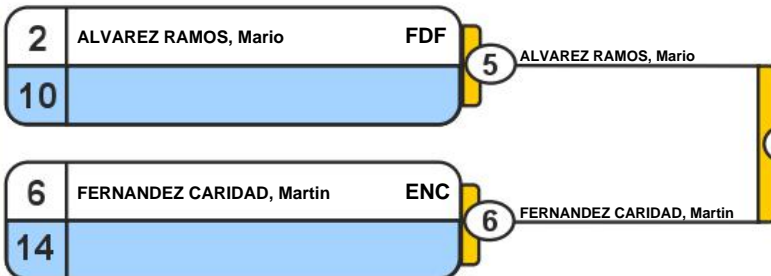 2 ALVAREZ RAMOS, Mario FDF
5 ALVAREZ RAMOS, Mario
10
6 FERNANDEZ CARIDAD, Martin ENC
6 FERNANDEZ CARIDAD, Martin
14